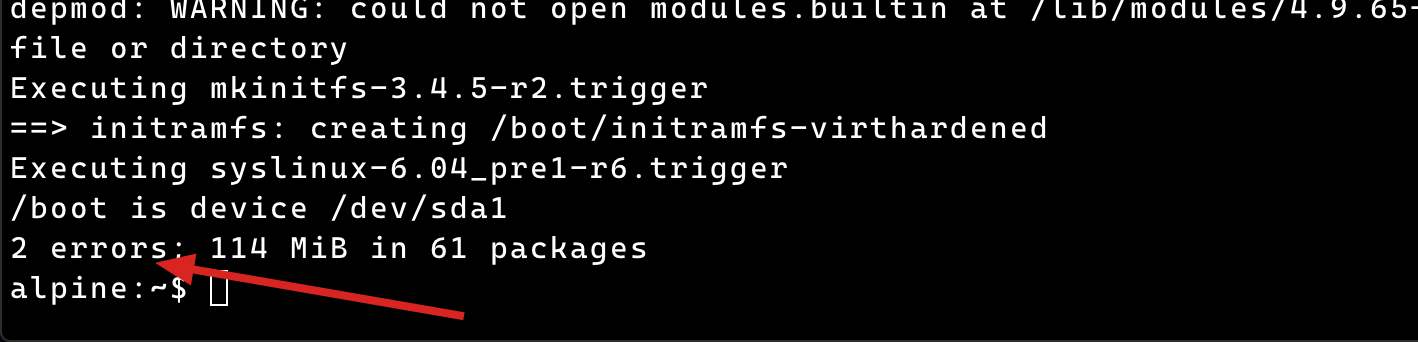 depmod: WARNING: could not open modules.builtin at /lib/modules/4.9.65-
file or directory
Executing mkinitfs-3.4.5-r2.trigger
==> initramfs: creating /boot/initramfs-virthardened
Executing syslinux-6.04_pre1-r6.trigger
/boot is device /dev/sda1
2 errors; 114 MiB in 61 packages
alpine:~$